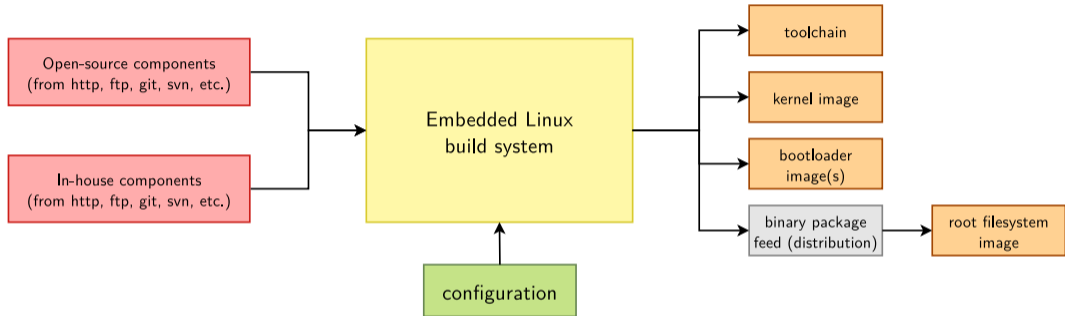 Open-source components
(from http, ftp, git, svn, etc.)
In-house components
(from http, ftp, git, svn, etc.)
Embedded Linux
build system
configuration
toolchain
kernel image
bootloader
image(s)
binary package
feed (distribution)
root filesystem
image